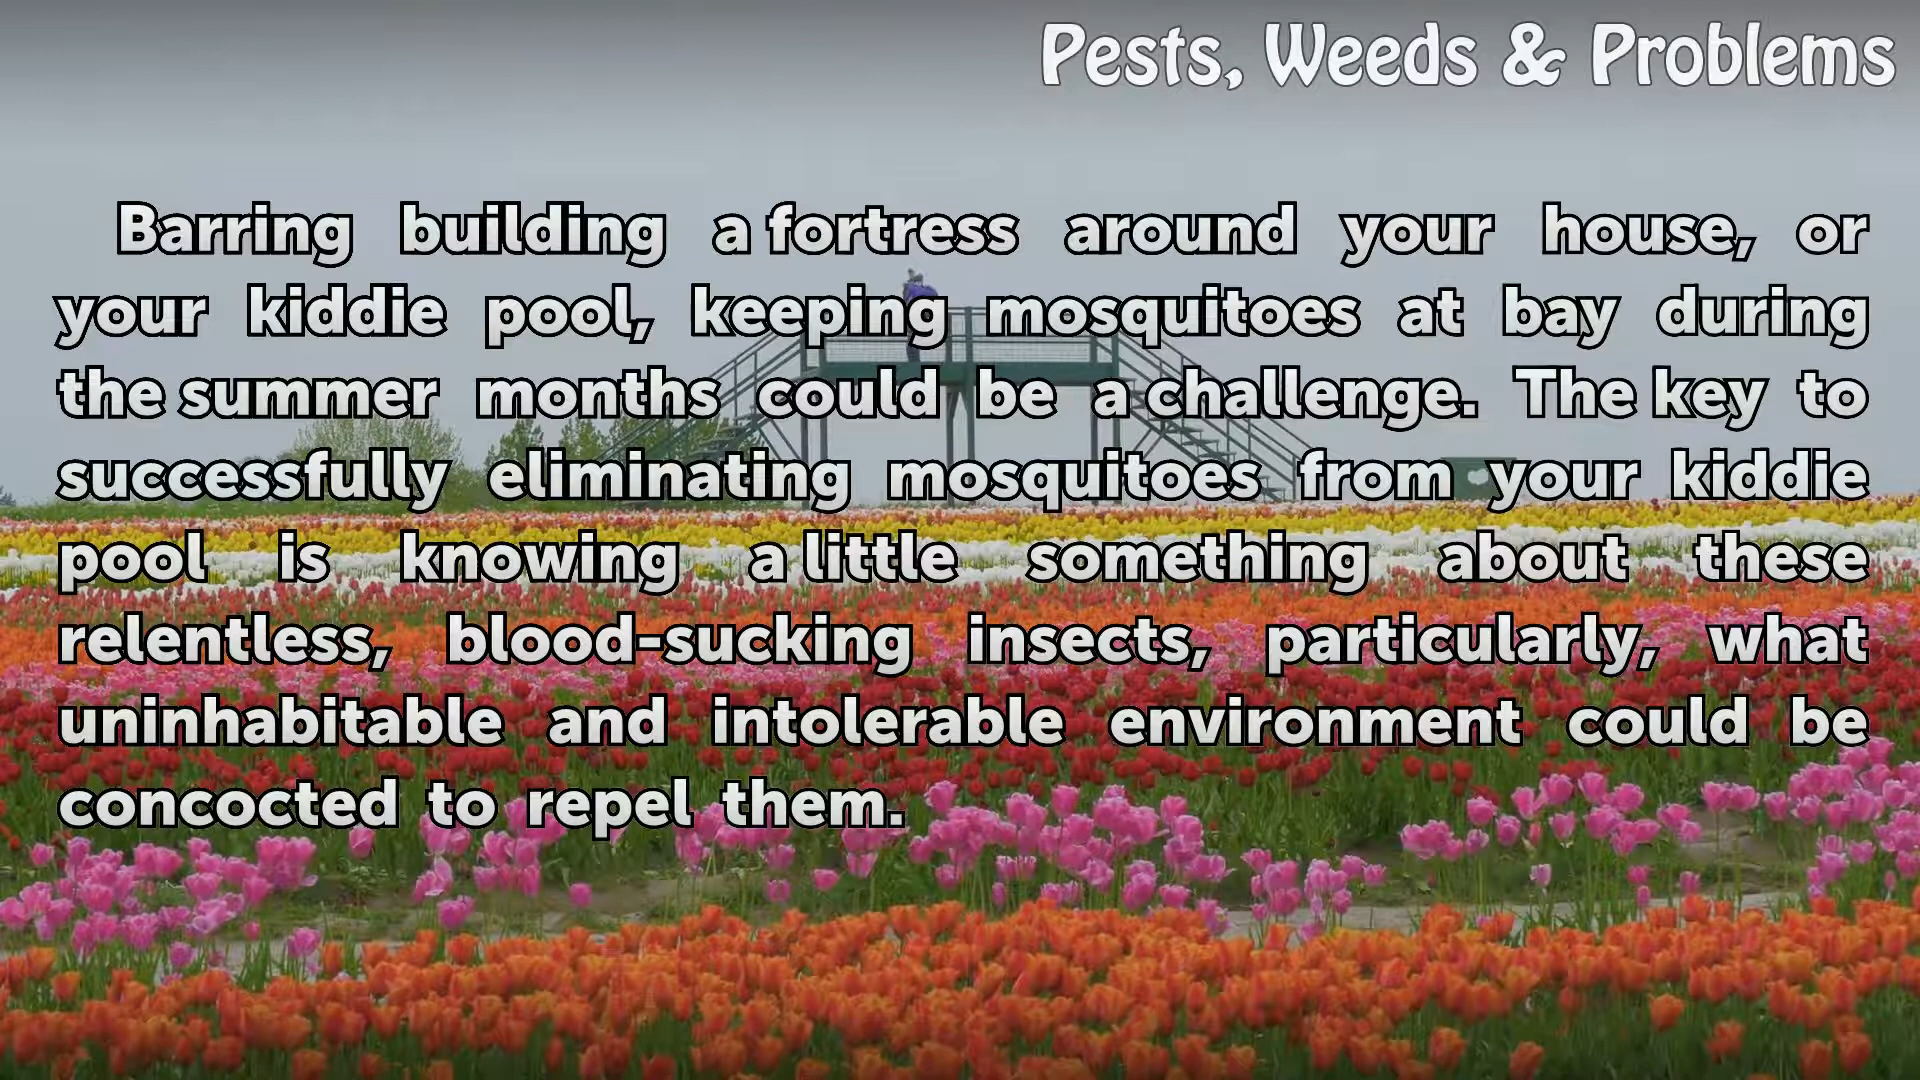 Pests, Weeds & Problems
Barring building a fortress around your house, or
your kiddie pool, keeping mosquitoes at bay during
the summer months could be a challenge. The key to
successfully eliminating mosquitoes from your kiddie
pool is knowing a little something about these
relentless, blood-sucking insects, particularly, what
uninhabitable and intolerable environment could be
concocted to repel them.